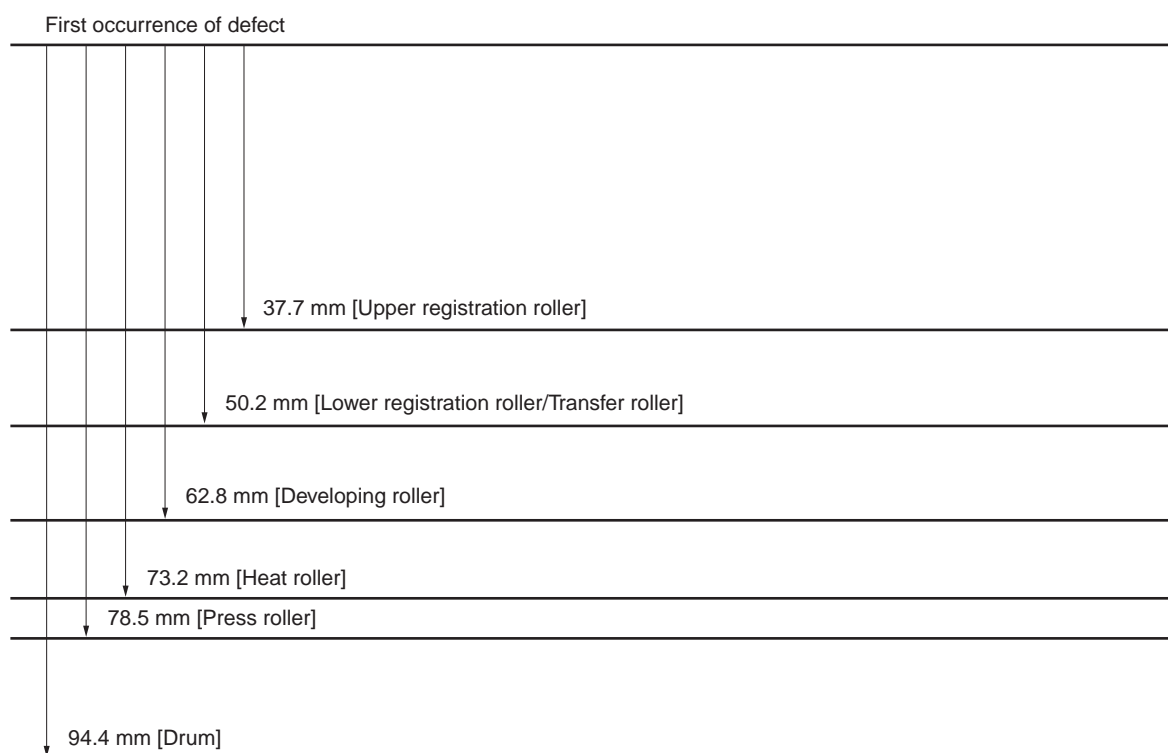 First occurrence of defect
37.7 mm [Upper registration roller]
50.2 mm [Lower registration roller/Transfer roller]
62.8 mm [Developing roller]
73.2 mm [Heat roller]
78.5 mm [Press roller]
94.4 mm [Drum]